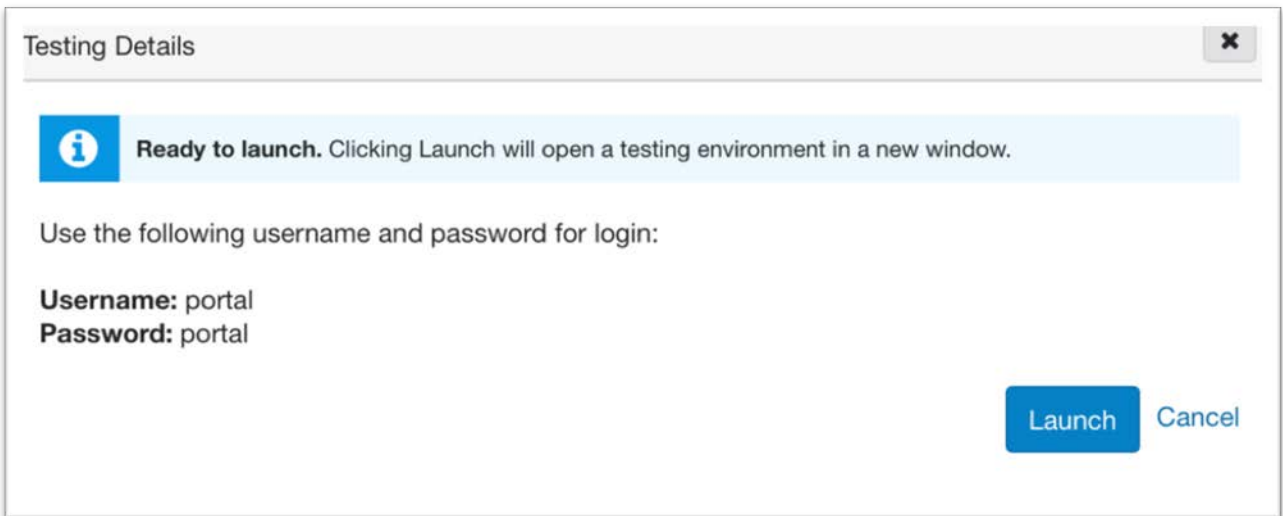 Testing Details
Ready to launch. Clicking Launch will open a testing environment in a new window.
Use the following username and password for login:
Username: portal
Password: portal
Launch Cancel